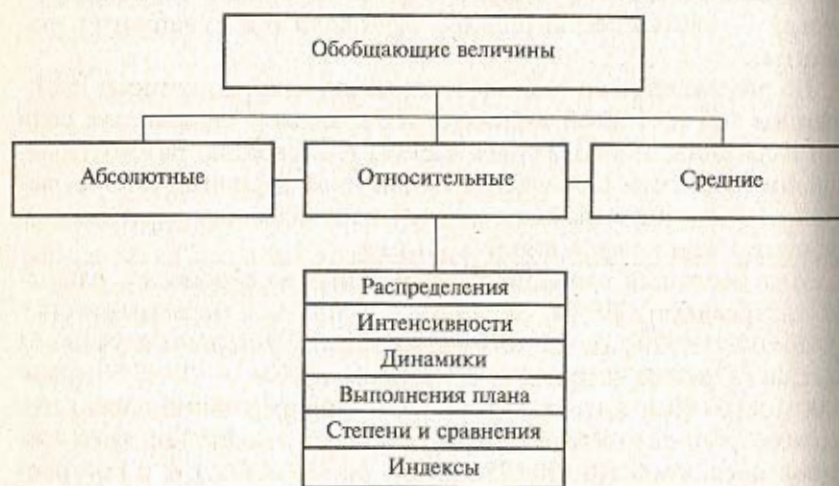 Обобщающие величины
Абсолютные
Относительные
Средние
Распределения
Интенсивности
Динамики
Выполнения плана
Степени и сравнения
Индексы